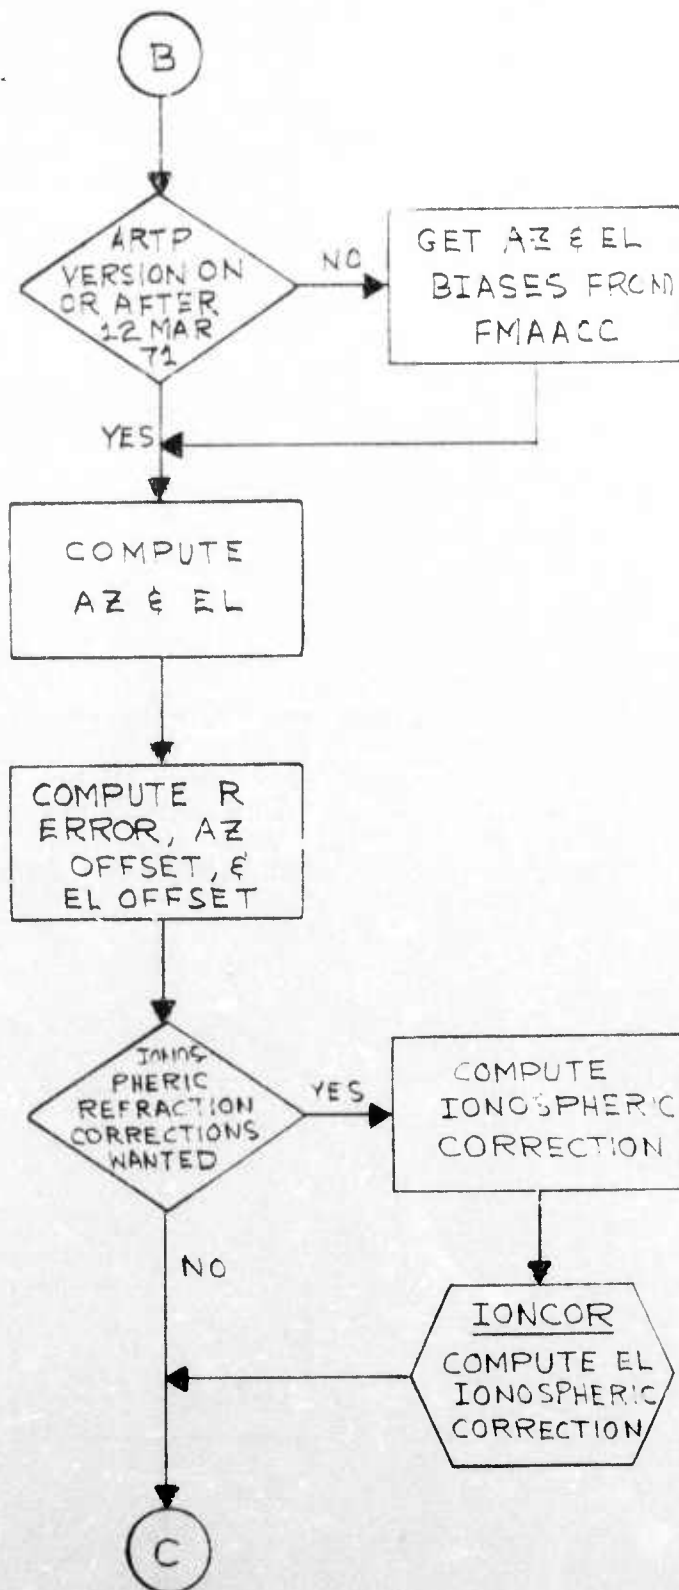 B
ARTP
VERSION ON
OR AFTER
12 MAR
71
NO
GET AZ & EL
BIASES FROM
FMAACC
YES
COMPUTE
AZ & EL
COMPUTE R
ERROR, AZ
OFFSET, &
EL OFFSET
IONOS
PHERIC
REFRACTION
CORRECTIONS
WANTED
YES
COMPUTE
IONOSPHERIC
CORRECTION
NO
IONCOR
COMPUTE EL
IONOSPHERIC
CORRECTION
C